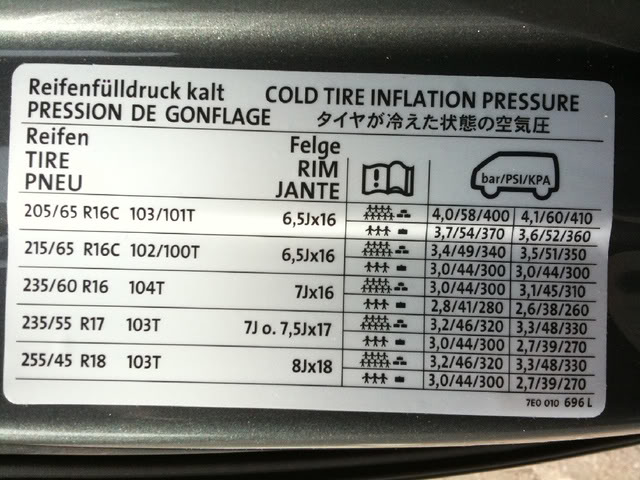 Reifenfülldruck kalt COLD TIRE INFLATION PRESSURE
PRESSION DE GONFLAGE タイヤが冷えた状態の空気圧
Reifen Felge
TIRE RIM
PNEU JANTE
bar/PSI/KPA
205/65 R16C 103/101T 6,5Jx16 4,0/58/400 4,1/60/410
3,7/54/370 3,6/52/360
215/65 R16C 102/100T 6,5Jx16 3,4/49/340 3,5/51/350
3,0/44/300 3,0/44/300
235/60 R16 104T 7Jx16 3,0/44/300 3,1/45/310
2,8/41/280 2,6/38/260
235/55 R17 103T 7J o. 7,5Jx17 3,2/46/320 3,3/48/330
3,0/44/300 2,7/39/270
255/45 R18 103T 8Jx18 3,2/46/320 3,3/48/330
3,0/44/300 2,7/39/270
7E0 010 696 L